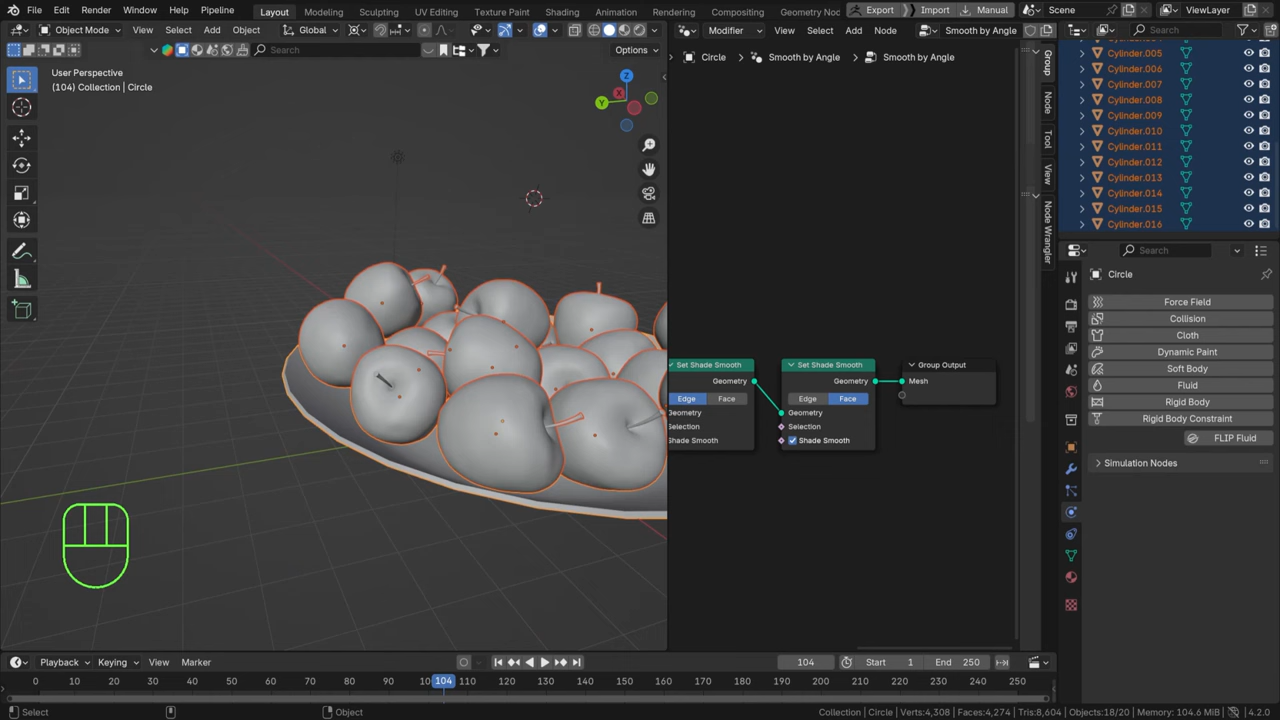 File Edit Render Window Help Pipeline Layout Modeling Sculpting UV Editing Texture Paint Shading Animation Rendering Compositing Geometry Noc Export Import Manual Scene ViewLayer
Object Mode View Select Add Object Global Modifier View Select Add Node Smooth by Angle Search
Search Options
User Perspective
(104) Collection | Circle
Z
X
Y
Circle Smooth by Angle Smooth by Angle
Group
Node
Tool
View
Node Wrangler
Set Shade Smooth
Geometry
Edge Face
Geometry
Selection
Shade Smooth
Set Shade Smooth
Geometry
Edge Face
Geometry
Selection
Shade Smooth
Group Output
Mesh
Cylinder.005
Cylinder.006
Cylinder.007
Cylinder.008
Cylinder.009
Cylinder.010
Cylinder.011
Cylinder.012
Cylinder.013
Cylinder.014
Cylinder.015
Cylinder.016
Search
Circle
Force Field
Collision
Cloth
Dynamic Paint
Soft Body
Fluid
Rigid Body
Rigid Body Constraint
FLIP Fluid
Simulation Nodes
Playback Keying View Marker 104 Start 1 End 250
0 10 20 30 40 50 60 70 80 90 104 110 120 130 140 150 160 170 180 190 200 210 220 230 240 250
Select Object Collection | Circle | Verts:4,308 | Faces:4,274 | Tris:8,604 | Objects:18/20 | Memory: 104.6 MiB | 4.2.0